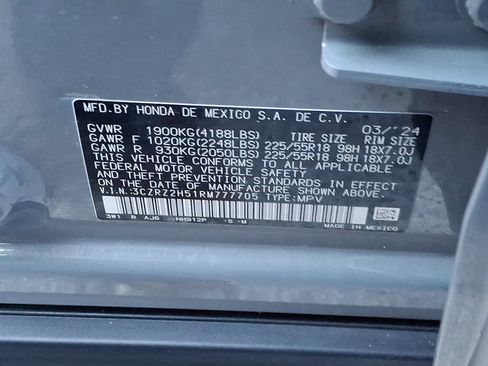 MFD.BY HONDA DE MEXICO S.A. DE C.V.
03/'24
GVWR 1900KG(4188LBS) TIRE SIZE RIM SIZE
GAWR F 1020KG(2248LBS) 225/55R18 98H 18X7.0J
GAWR R 930KG(2050LBS) 225/55R18 98H 18X7.0J
THIS VEHICLE CONFORMS TO ALL APPLICABLE
FEDERAL MOTOR VEHICLE SAFETY STANDARDS
IN EFFECT ON THE DATE OF MANUFACTURE SHOWN ABOVE.
V.I.N.:3CZRZ2H51RM777705 TYPE:MPV
3W1 R AJG NH912P -S -M
MADE IN MEXICO